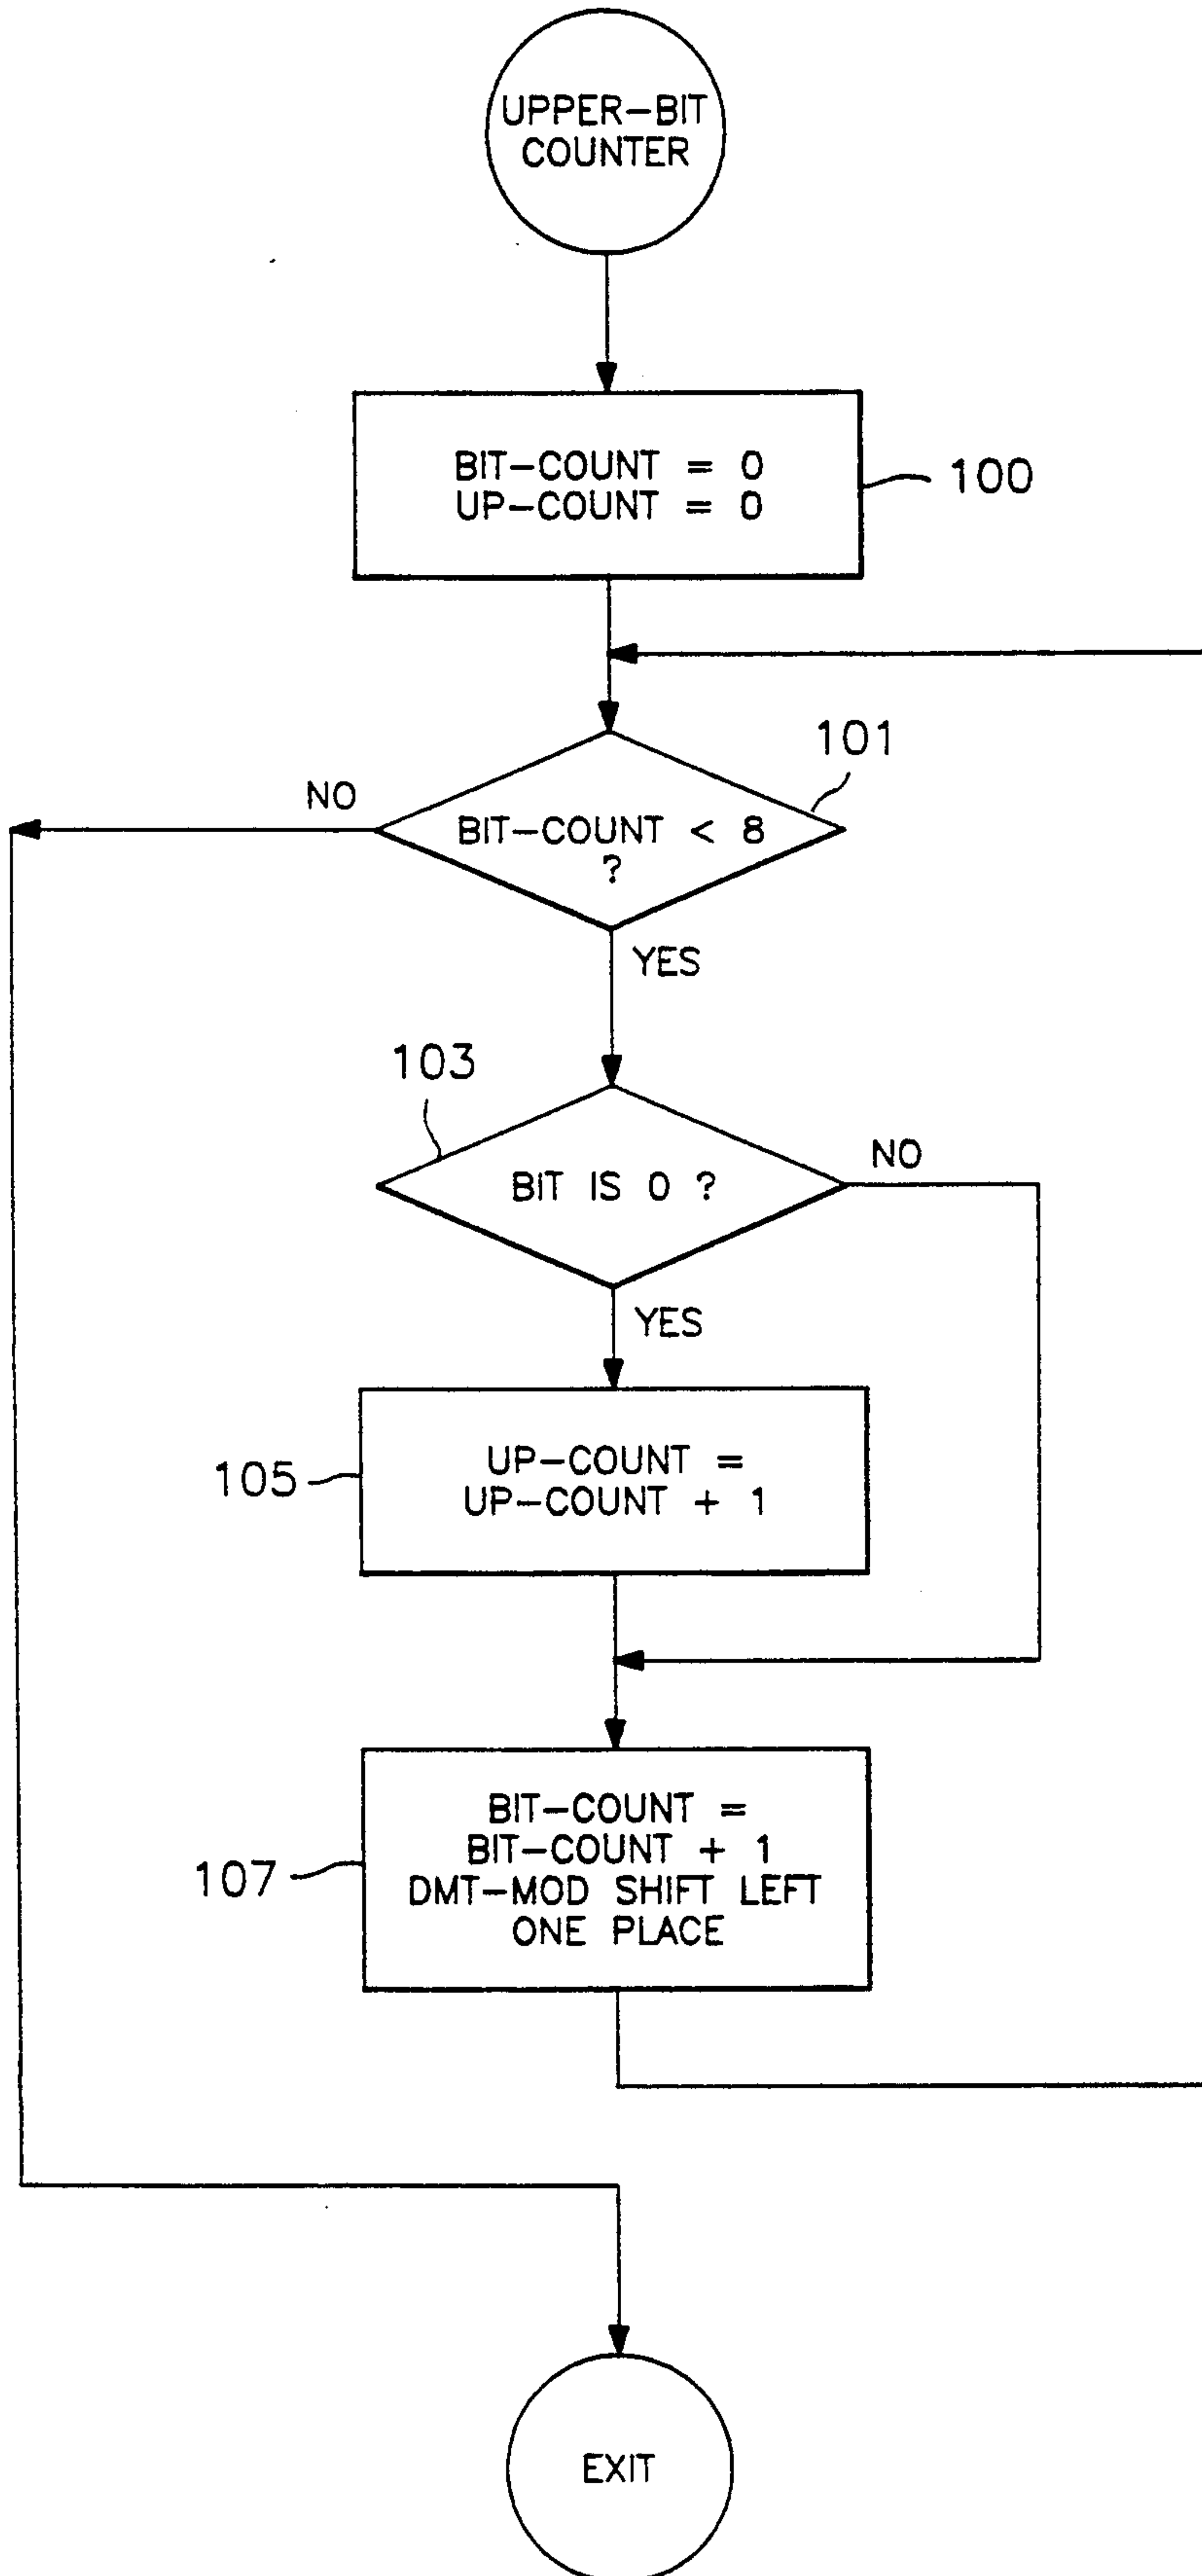 UPPER-BIT
COUNTER
BIT-COUNT = 0
UP-COUNT = 0
100
101
NO
BIT-COUNT < 8
?
YES
103
NO
BIT IS 0 ?
YES
105
UP-COUNT =
UP-COUNT + 1
107
BIT-COUNT =
BIT-COUNT + 1
DMT-MOD SHIFT LEFT
ONE PLACE
EXIT